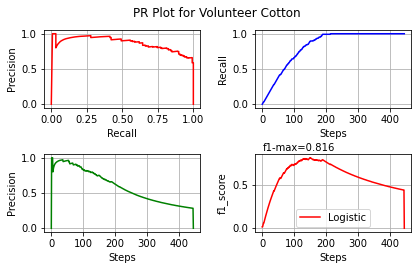 PR Plot for Volunteer Cotton
1.0
0.5
0.0
Precision
0.00 0.25 0.50 0.75 1.00
Recall
1.0
0.5
0.0
Recall
0 100 200 300 400
Steps
1.0
0.5
0.0
Precision
0 100 200 300 400
Steps
f1-max=0.816
0.5
0.0
f1_score
Logistic
0 100 200 300 400
Steps